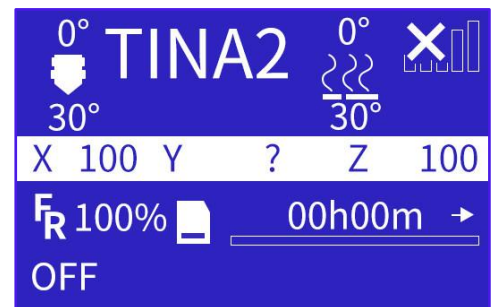 0° TINA2 0°
30° 30°
X 100 Y ? Z 100
FR 100% 00h00m →
OFF